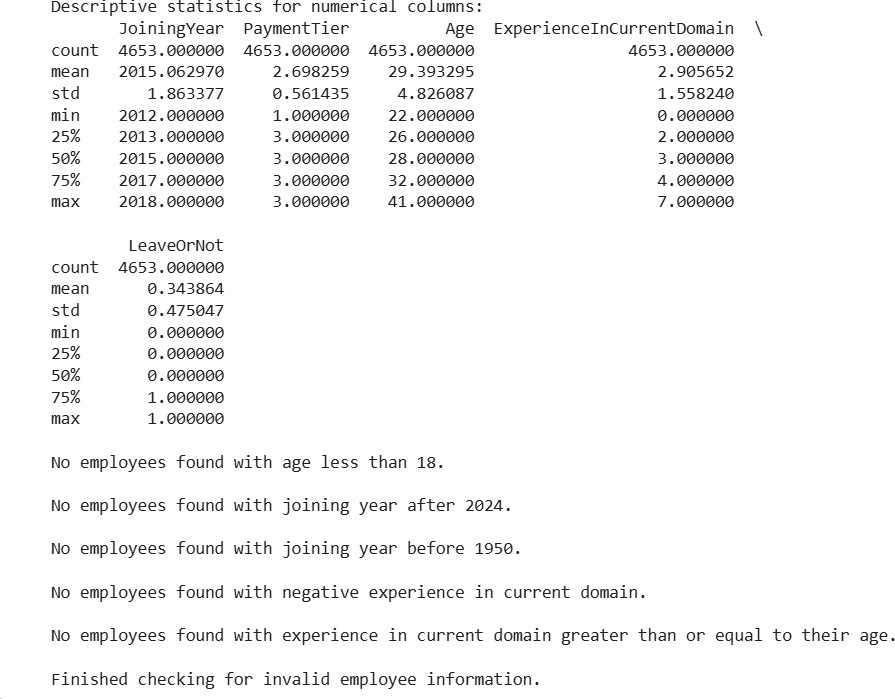 Descriptive statistics for numerical columns:
JoiningYear PaymentTier Age ExperienceInCurrentDomain \
count 4653.000000 4653.000000 4653.000000 4653.000000
mean 2015.062970 2.698259 29.393295 2.905652
std 1.863377 0.561435 4.826087 1.558240
min 2012.000000 1.000000 22.000000 0.000000
25% 2013.000000 3.000000 26.000000 2.000000
50% 2015.000000 3.000000 28.000000 3.000000
75% 2017.000000 3.000000 32.000000 4.000000
max 2018.000000 3.000000 41.000000 7.000000
LeaveOrNot
count 4653.000000
mean 0.343864
std 0.475047
min 0.000000
25% 0.000000
50% 0.000000
75% 1.000000
max 1.000000
No employees found with age less than 18.
No employees found with joining year after 2024.
No employees found with joining year before 1950.
No employees found with negative experience in current domain.
No employees found with experience in current domain greater than or equal to their age.
Finished checking for invalid employee information.